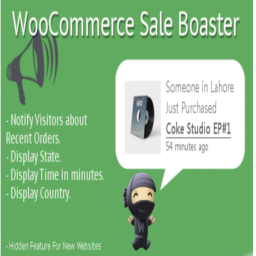 WooCommerce Sale Boaster
- Notify Visitors about
Recent Orders.
- Display State.
- Display Time in minutes.
- Display Country.
Someone in Lahore
Just Purchased
Coke Studio EP#1
54 minutes ago
- Hidden Feature For New Websites